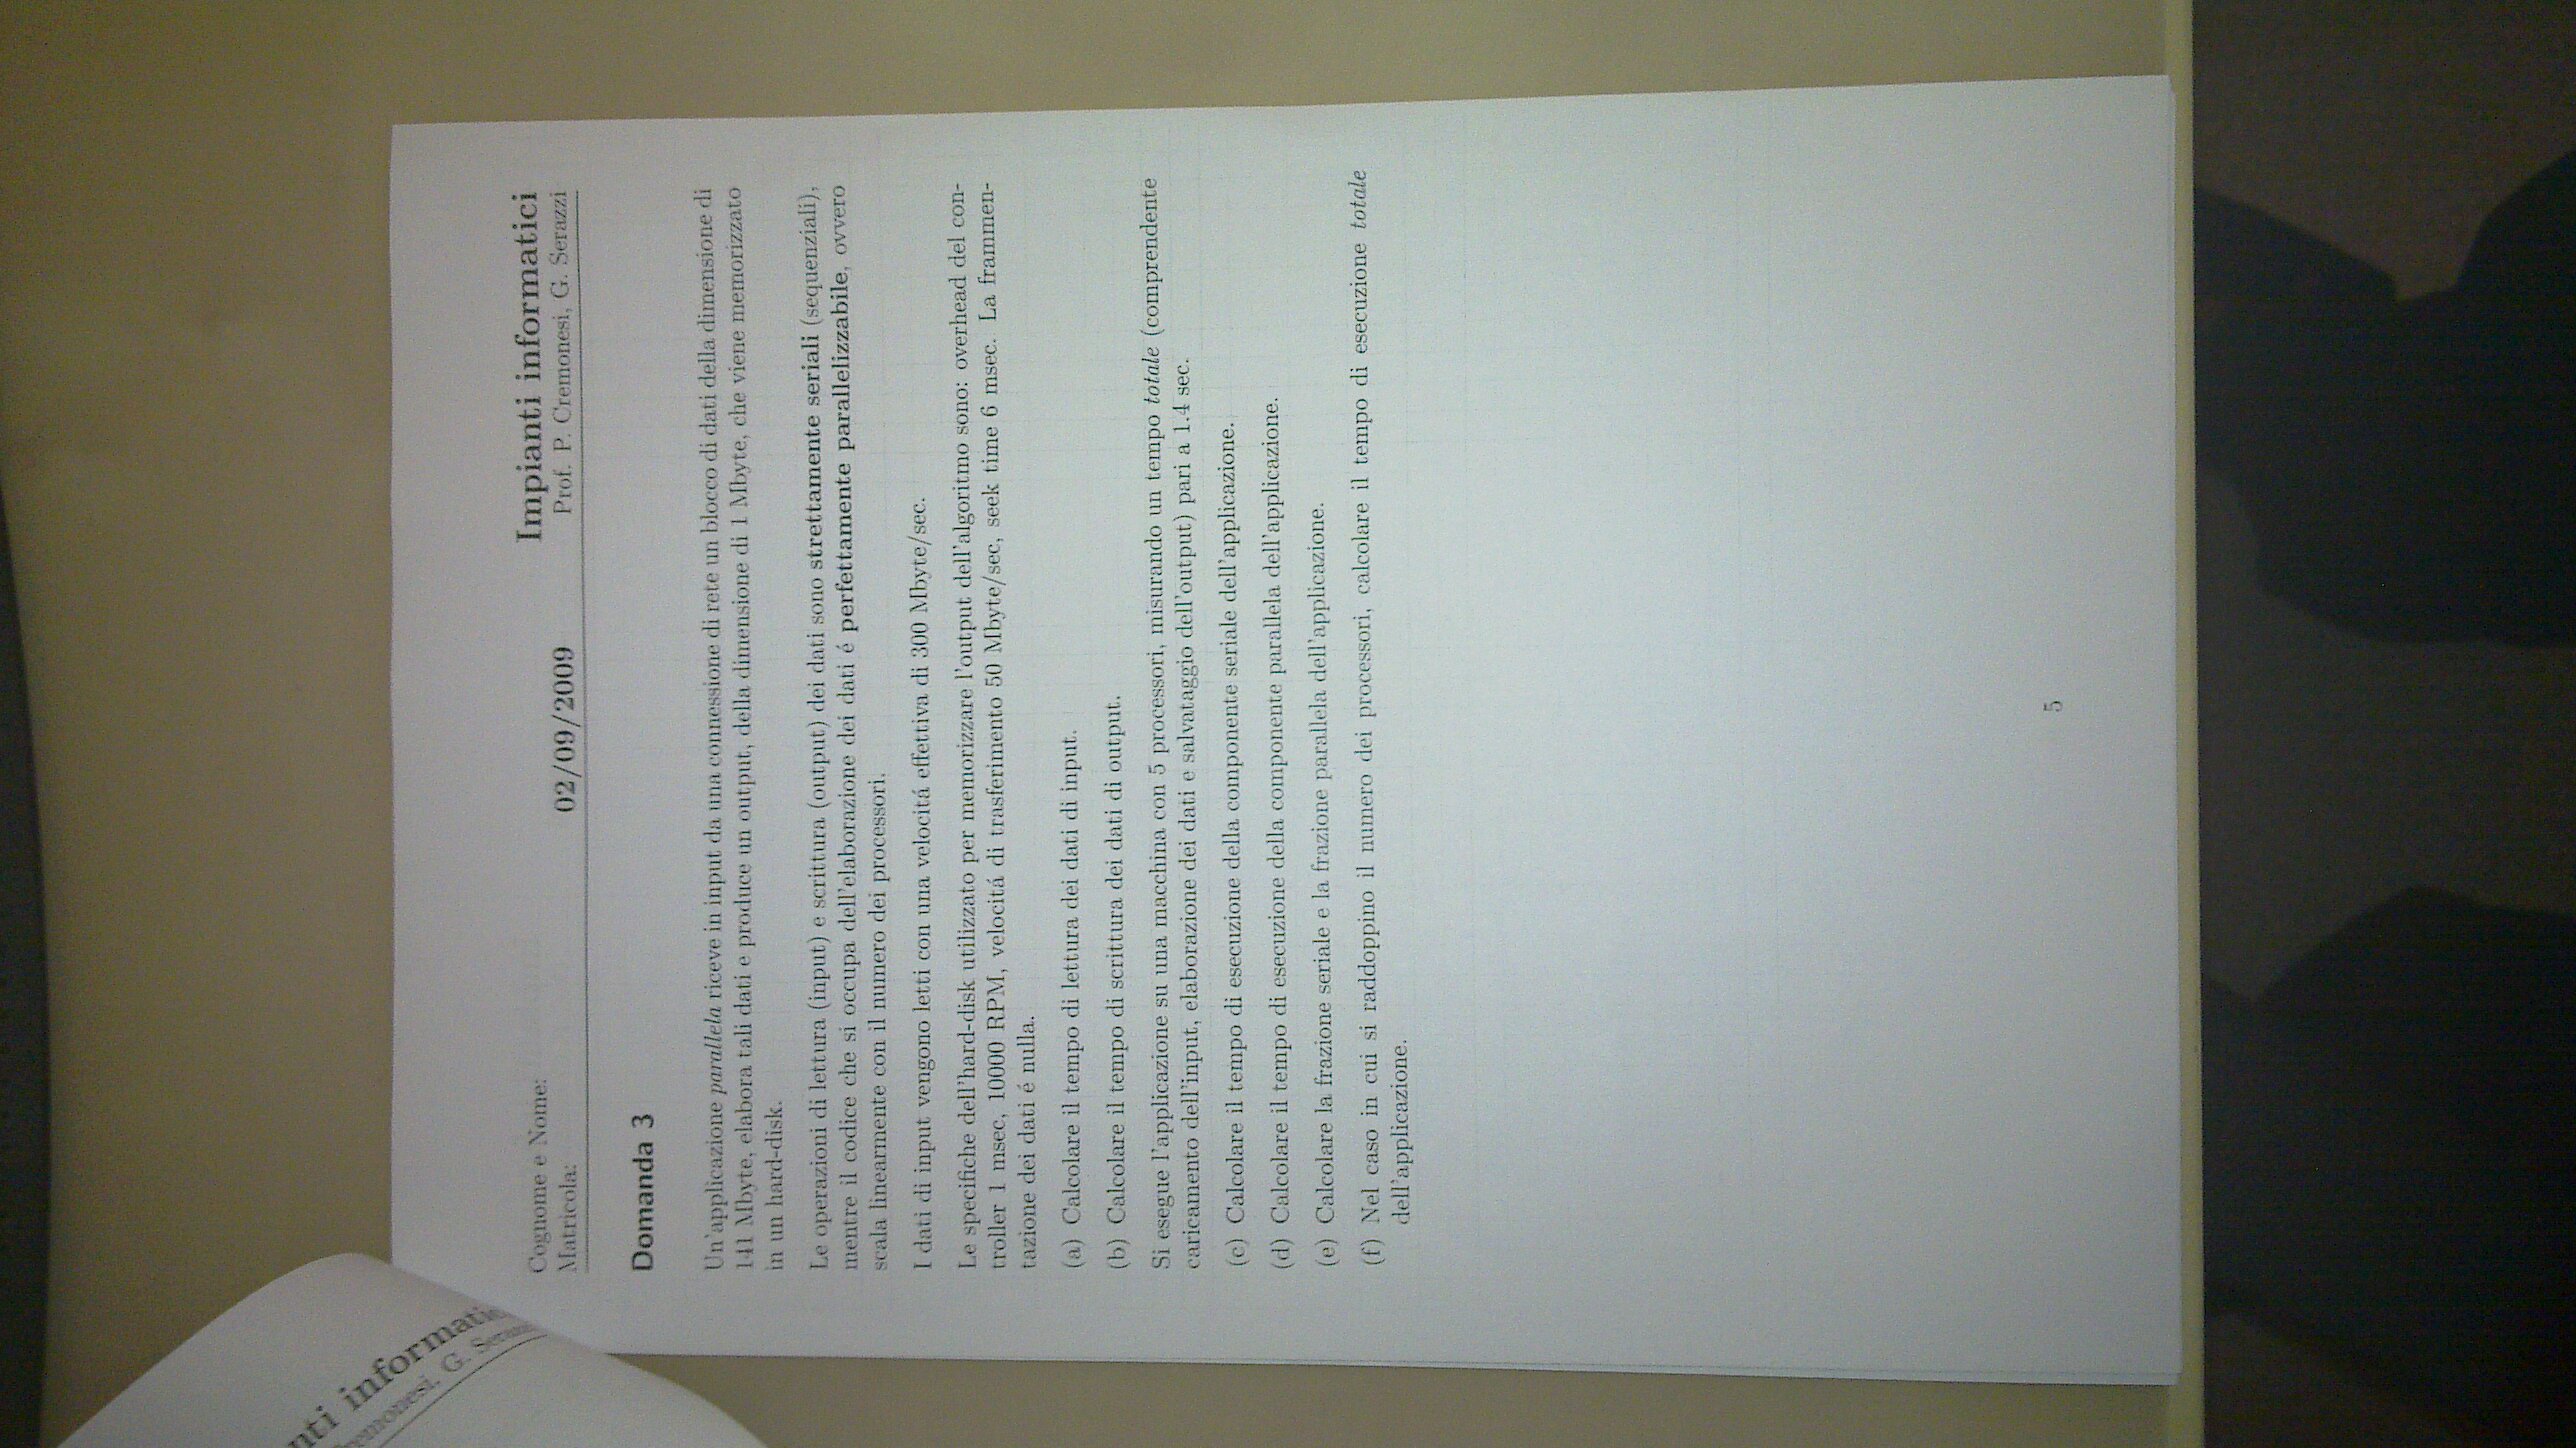 Cognome e Nome:
Matricola:
02/09/2009
Impianti informatici
Prof. P. Cremonesi, G. Serazzi
Domanda 3
Un'applicazione parallela riceve in input da una connessione di rete un blocco di dati della dimensione di
141 Mbyte, elabora tali dati e produce un output, della dimensione di 1 Mbyte, che viene memorizzato
in un hard-disk.
Le operazioni di lettura (input) e scrittura (output) dei dati sono strettamente seriali (sequenziali),
mentre il codice che si occupa dell'elaborazione dei dati é perfettamente parallelizzabile, ovvero
scala linearmente con il numero dei processori.
I dati di input vengono letti con una velocitá effettiva di 300 Mbyte/sec.
Le specifiche dell'hard-disk utilizzato per memorizzare l'output dell'algoritmo sono: overhead del con-
troller 1 msec, 10000 RPM, velocitá di trasferimento 50 Mbyte/sec, seek time 6 msec. La frammen-
tazione dei dati é nulla.
(a) Calcolare il tempo di lettura dei dati di input.
(b) Calcolare il tempo di scrittura dei dati di output.
Si esegue l'applicazione su una macchina con 5 processori, misurando un tempo totale (comprendente
caricamento dell'input, elaborazione dei dati e salvataggio dell'output) pari a 1.4 sec.
(c) Calcolare il tempo di esecuzione della componente seriale dell'applicazione.
(d) Calcolare il tempo di esecuzione della componente parallela dell'applicazione.
(e) Calcolare la frazione seriale e la frazione parallela dell'applicazione.
(f) Nel caso in cui si raddoppino il numero dei processori, calcolare il tempo di esecuzione totale
dell'applicazione.
5
nti informatic
emonesi, G. Sera